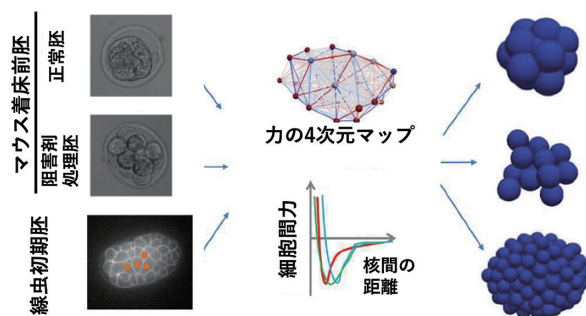 マウス着床前胚
正常胚
阻害剤
処理胚
線虫初期胚
力の4次元マップ
細胞間力
核間の
距離